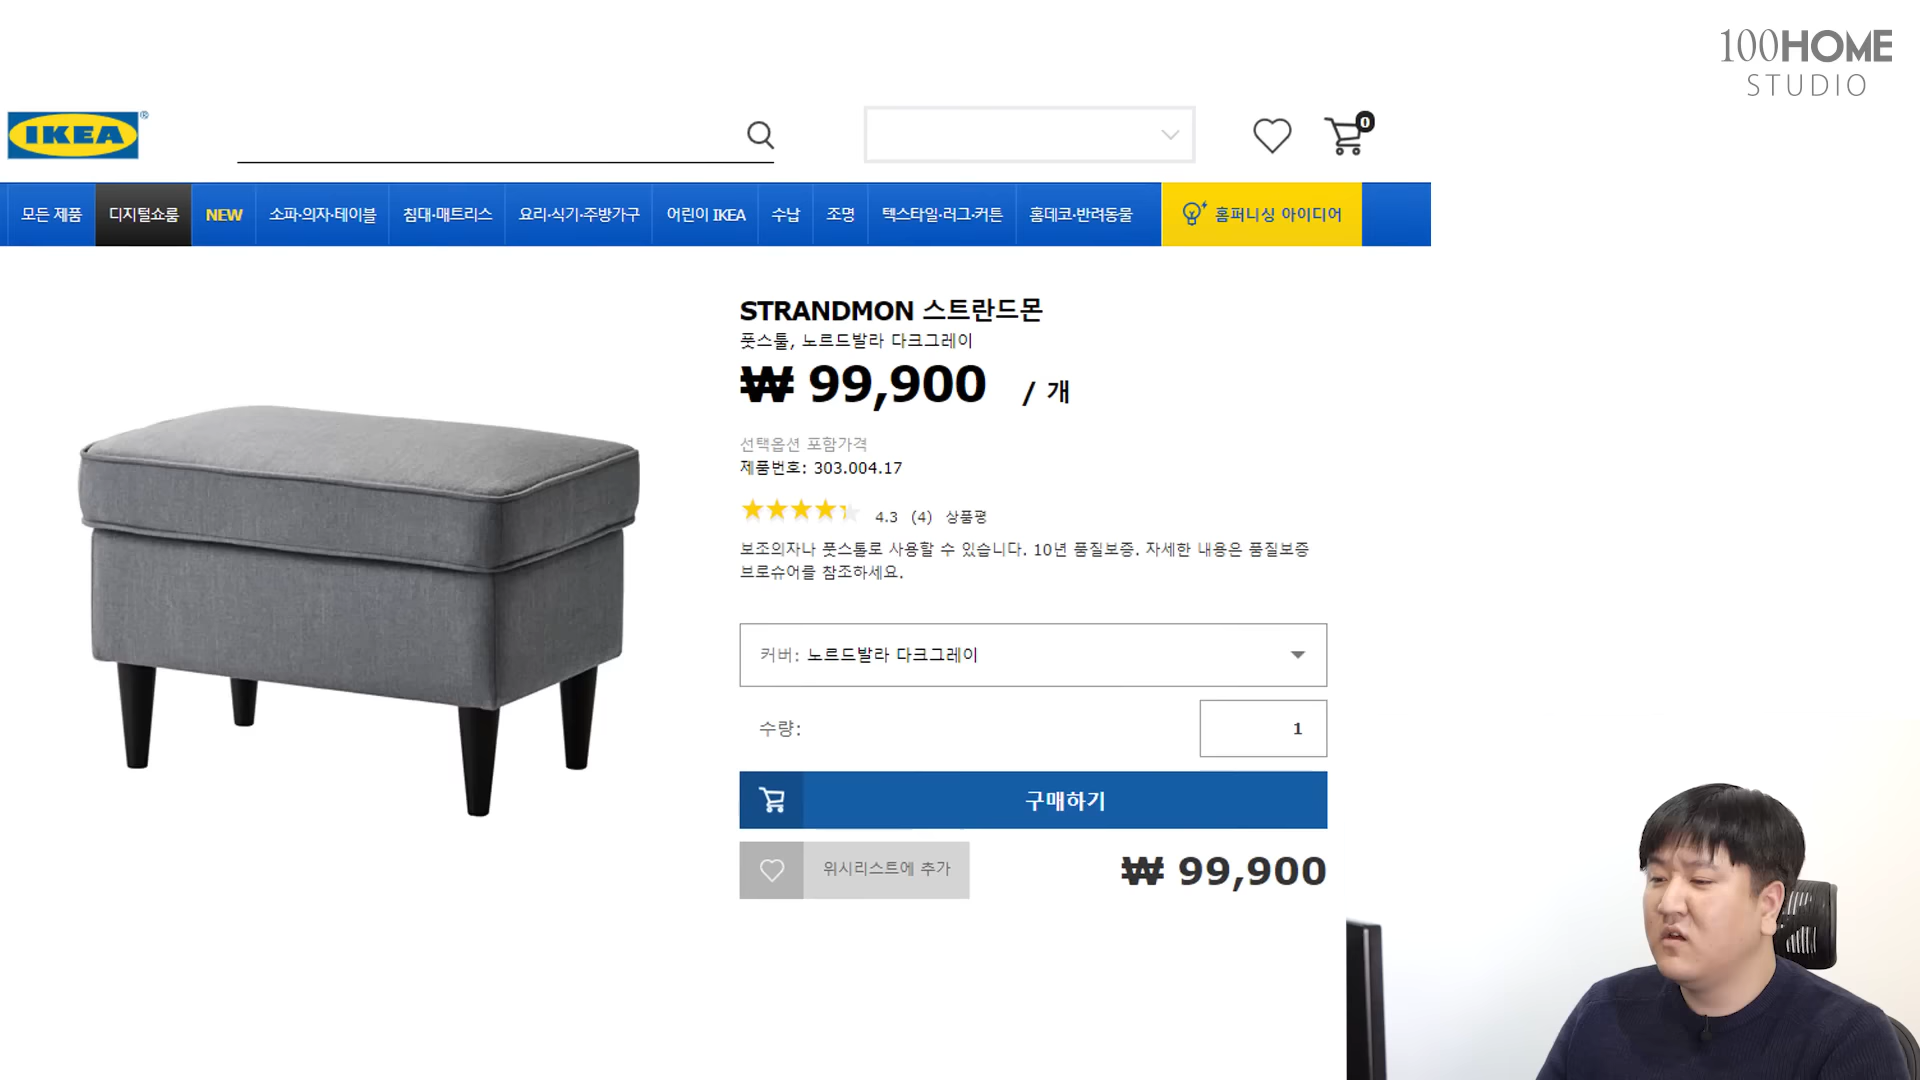 100HOME
STUDIO
IKEA®
0
모든 제품
디지털쇼룸
NEW
소파·의자·테이블
침대·매트리스
요리·식기·주방가구
어린이 IKEA
수납
조명
텍스타일·러그·커튼
홈데코·반려동물
홈퍼니싱 아이디어
STRANDMON 스트란드몬
풋스툴, 노르드발라 다크그레이
₩ 99,900 / 개
선택옵션 포함가격
제품번호: 303.004.17
4.3 (4) 상품평
보조의자나 풋스툴로 사용할 수 있습니다. 10년 품질보증. 자세한 내용은 품질보증
브로슈어를 참조하세요.
커버: 노르드발라 다크그레이
수량: 1
구매하기
위시리스트에 추가
₩ 99,900